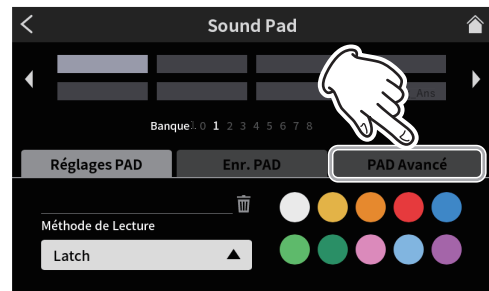 Sound Pad
Ans
Banque: 0 1 2 3 4 5 6 7 8
Réglages PAD
Enr. PAD
PAD Avancé
Méthode de Lecture
Latch